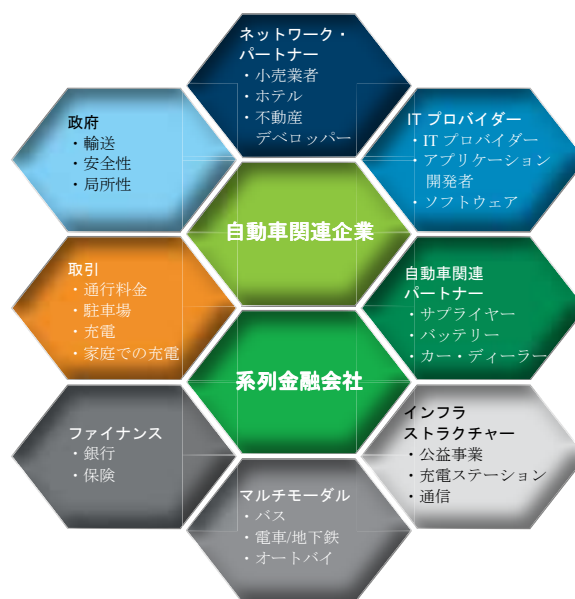 ネットワーク・
パートナー
・小売業者
・ホテル
・不動産
デベロッパー
政府
・輸送
・安全性
・局所性
IT プロバイダー
・IT プロバイダー
・アプリケーション
開発者
・ソフトウェア
自動車関連企業
取引
・通行料金
・駐車場
・充電
・家庭での充電
自動車関連
パートナー
・サプライヤー
・バッテリー
・カー・ディーラー
系列金融会社
ファイナンス
・銀行
・保険
インフラ
ストラクチャー
・公益事業
・充電ステーション
・通信
マルチモーダル
・バス
・電車/地下鉄
・オートバイ